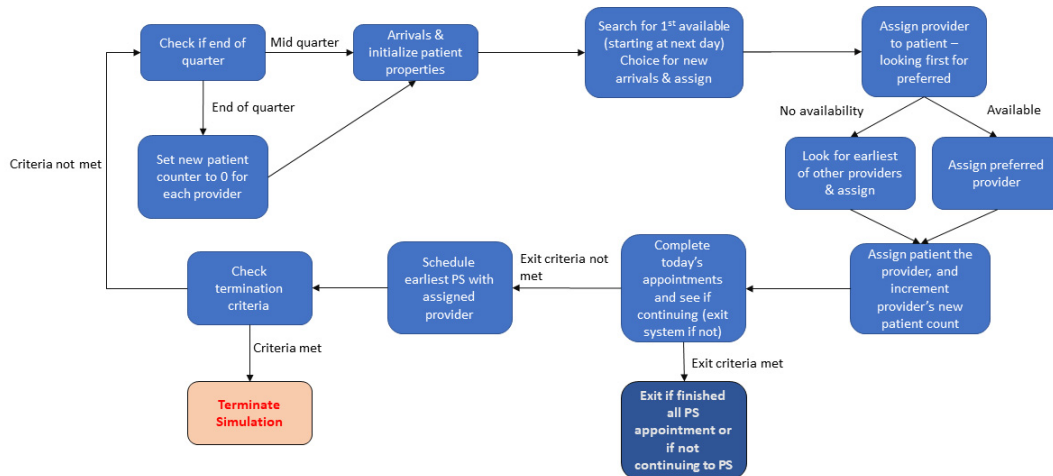 Check if end of
quarter
Mid quarter
Arrivals &
initialize patient
properties
Search for 1st available
(starting at next day)
Choice for new
arrivals & assign
Assign provider
to patient –
looking first for
preferred
End of quarter
No availability
Available
Criteria not met
Set new patient
counter to 0 for
each provider
Look for earliest
of other providers
& assign
Assign preferred
provider
Check
termination
criteria
Schedule
earliest PS with
assigned
provider
Exit criteria not
met
Complete
today's
appointments
and see if
continuing (exit
system if not)
Assign patient the
provider, and
increment
provider's new
patient count
Criteria met
Exit criteria met
Terminate
Simulation
Exit if finished
all PS
appointment or
if not
continuing to PS